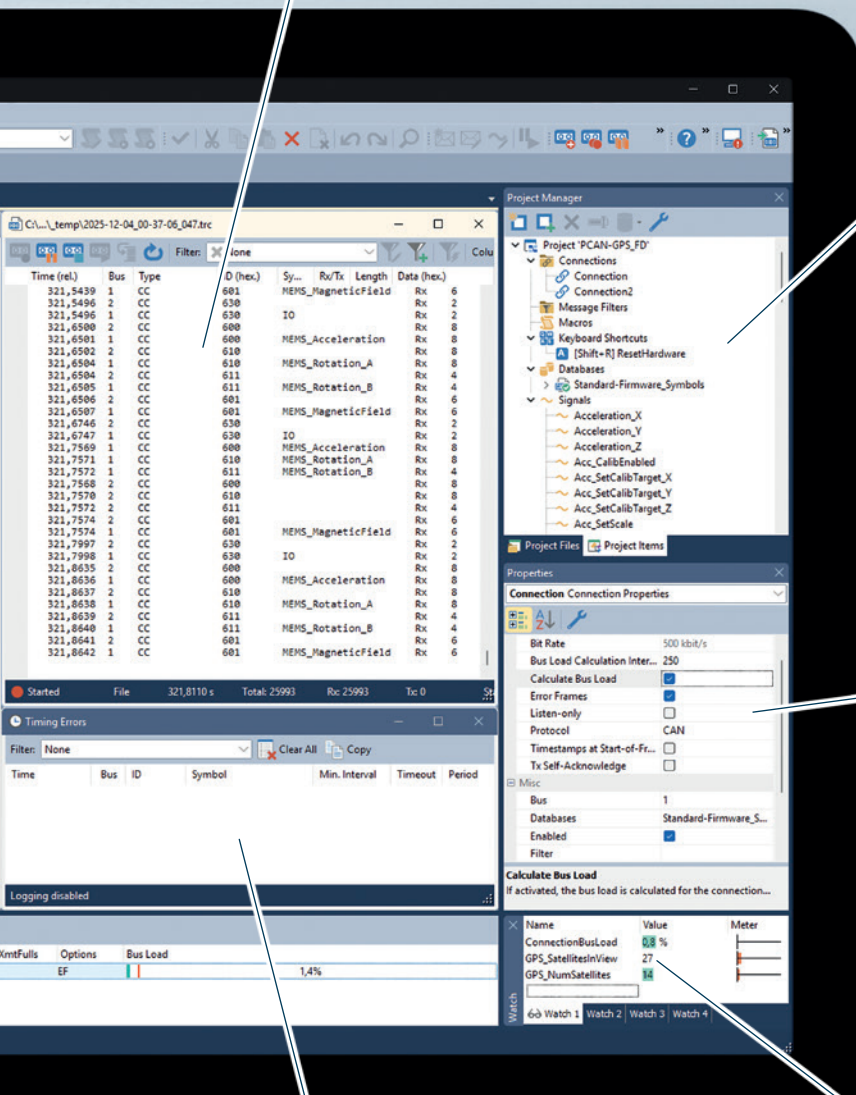 C:\...\_temp\2025-12-04_00-37-06_047.trc
Filter: None Colu
Time (rel.) Bus Type ID (hex.) Sy... Rx/Tx Length Data (hex.)
321,5439 1 CC 601 MEMS_MagneticField Rx 6
321,5496 2 CC 630 Rx 2
321,5496 1 CC 630 IO Rx 2
321,6500 2 CC 600 Rx 8
321,6501 1 CC 600 MEMS_Acceleration Rx 8
321,6502 2 CC 610 Rx 8
321,6504 1 CC 610 MEMS_Rotation_A Rx 8
321,6504 2 CC 611 Rx 4
321,6505 1 CC 611 MEMS_Rotation_B Rx 4
321,6506 2 CC 601 Rx 6
321,6507 1 CC 601 MEMS_MagneticField Rx 6
321,6746 2 CC 630 Rx 2
321,6747 1 CC 630 IO Rx 2
321,7569 1 CC 600 MEMS_Acceleration Rx 8
321,7571 1 CC 610 MEMS_Rotation_A Rx 8
321,7572 1 CC 611 MEMS_Rotation_B Rx 4
321,7568 2 CC 600 Rx 8
321,7570 2 CC 610 Rx 8
321,7572 2 CC 611 Rx 4
321,7574 2 CC 601 Rx 6
321,7574 1 CC 601 MEMS_MagneticField Rx 6
321,7997 2 CC 630 Rx 2
321,7998 1 CC 630 IO Rx 2
321,8635 2 CC 600 Rx 8
321,8636 1 CC 600 MEMS_Acceleration Rx 8
321,8637 2 CC 610 Rx 8
321,8638 1 CC 610 MEMS_Rotation_A Rx 8
321,8639 2 CC 611 Rx 4
321,8640 1 CC 611 MEMS_Rotation_B Rx 4
321,8641 2 CC 601 Rx 6
321,8642 1 CC 601 MEMS_MagneticField Rx 6
Started File 321,8110 s Total: 25993 Rx: 25993 Tx: 0 St
Timing Errors
Filter: None Clear All Copy
Time Bus ID Symbol Min. Interval Timeout Period
Logging disabled
XmtFulls Options Bus Load
EF 1,4%
Project Manager
Project 'PCAN-GPS_FD'
Connections
Connection
Connection2
Message Filters
Macros
Keyboard Shortcuts
[Shift+R] ResetHardware
Databases
Standard-Firmware_Symbols
Signals
Acceleration_X
Acceleration_Y
Acceleration_Z
Acc_CalibEnabled
Acc_SetCalibTarget_X
Acc_SetCalibTarget_Y
Acc_SetCalibTarget_Z
Acc_SetScale
Project Files Project Items
Properties
Connection Connection Properties
Bit Rate 500 kbit/s
Bus Load Calculation Inter... 250
Calculate Bus Load
Error Frames
Listen-only
Protocol CAN
Timestamps at Start-of-Fr...
Tx Self-Acknowledge
Misc
Bus 1
Databases Standard-Firmware_S...
Enabled
Filter
Calculate Bus Load
If activated, the bus load is calculated for the connection...
Name Value Meter
ConnectionBusLoad 0,8 %
GPS_SatellitesInView 27
GPS_NumSatellites 14
Watch
Watch 1 Watch 2 Watch 3 Watch 4